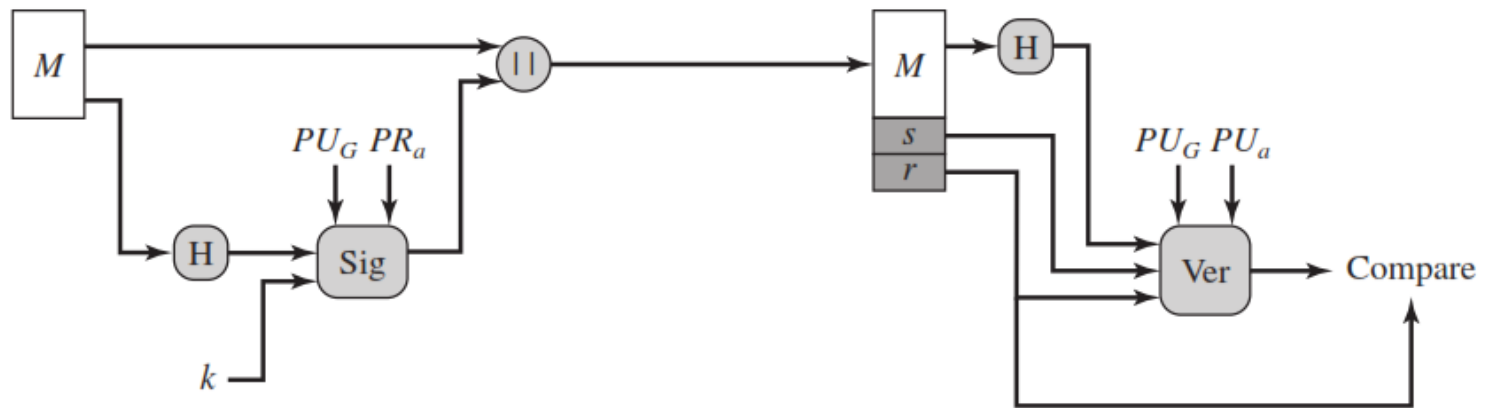 M
| |
PU_G PR_a
H
Sig
k
M
s
r
H
PU_G PU_a
Ver
Compare